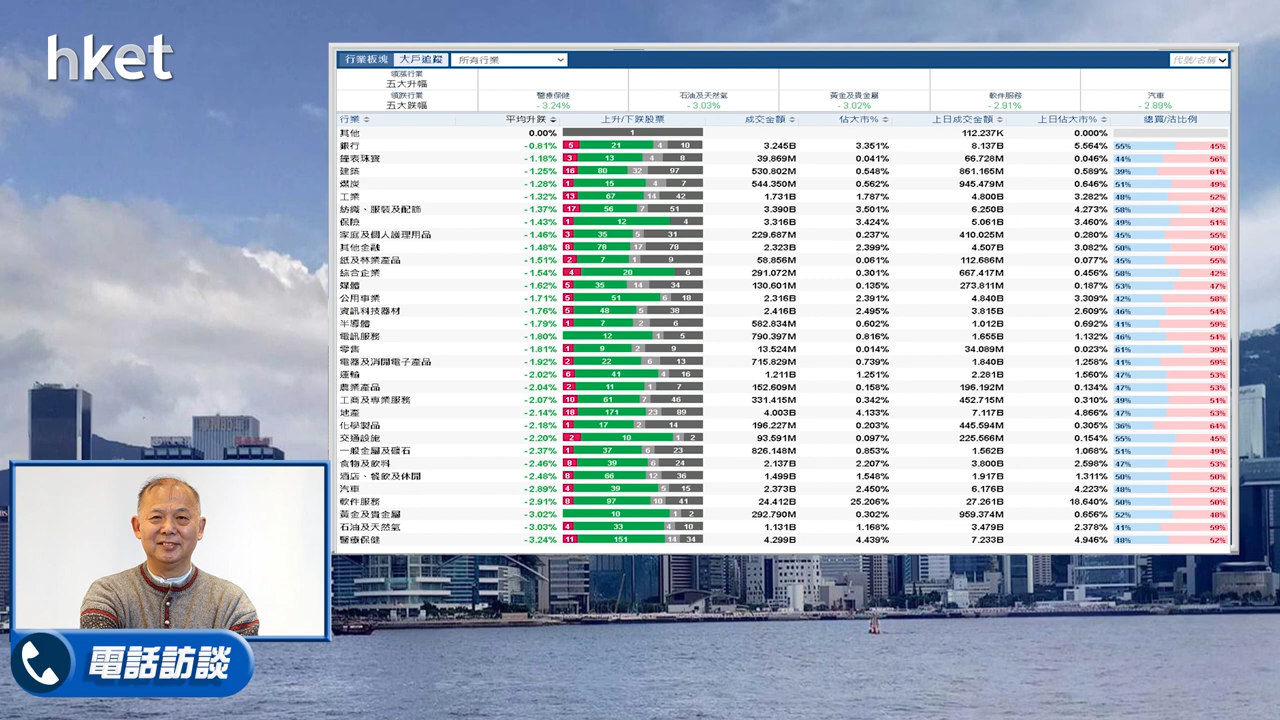 hket
行業板塊 大戶追蹤 所有行業 代號/名稱
領漲行業
五大升幅
領跌行業 醫療保健 石油及天然氣 黃金及貴金屬 軟件服務 汽車
五大跌幅 - 3.24% - 3.03% - 3.02% - 2.91% - 2.89%
行業 平均升跌 上升/下跌股票 成交金額 佔大市% 上日成交金額 上日佔大市% 總買/沽比例
其他 0.00% 1 112.237K 0.000%
銀行 -0.81% 5 21 4 10 3.245B 3.351% 8.137B 5.564% 55% 45%
鐘表珠寶 -1.18% 3 13 4 8 39.869M 0.041% 66.728M 0.046% 44% 56%
建築 -1.25% 16 80 32 97 530.802M 0.548% 861.165M 0.589% 39% 61%
煤炭 -1.28% 1 15 4 7 544.350M 0.562% 945.479M 0.646% 51% 49%
工業 -1.32% 13 67 14 42 1.731B 1.787% 4.800B 3.282% 48% 52%
紡織、服裝及配飾 -1.37% 17 56 7 51 3.390B 3.501% 6.250B 4.273% 58% 42%
保險 -1.43% 1 12 4 3.316B 3.424% 5.061B 3.460% 49% 51%
家庭及個人護理用品 -1.46% 3 35 5 31 229.687M 0.237% 410.025M 0.280% 45% 55%
其他金融 -1.48% 8 78 17 78 2.323B 2.399% 4.507B 3.082% 50% 50%
紙及林業產品 -1.51% 2 7 1 9 58.856M 0.061% 112.686M 0.077% 45% 55%
綜合企業 -1.54% 4 20 6 291.072M 0.301% 667.417M 0.456% 58% 42%
媒體 -1.62% 5 35 14 34 130.601M 0.135% 273.811M 0.187% 53% 47%
公用事業 -1.71% 5 51 6 18 2.316B 2.391% 4.840B 3.309% 42% 58%
資訊科技器材 -1.76% 5 48 5 38 2.416B 2.495% 3.815B 2.609% 46% 54%
半導體 -1.79% 1 7 2 6 582.834M 0.602% 1.012B 0.692% 41% 59%
電訊服務 -1.80% 12 1 5 790.397M 0.816% 1.655B 1.132% 46% 54%
零售 -1.81% 1 9 2 9 13.524M 0.014% 34.089M 0.023% 61% 39%
電器及消閒電子產品 -1.92% 2 22 6 13 715.829M 0.739% 1.840B 1.258% 41% 59%
運輸 -2.02% 6 41 4 16 1.211B 1.251% 2.281B 1.560% 47% 53%
農業產品 -2.04% 2 11 1 7 152.609M 0.158% 196.192M 0.134% 47% 53%
工商及專業服務 -2.07% 10 61 7 46 331.415M 0.342% 452.715M 0.310% 49% 51%
地產 -2.14% 18 171 23 89 4.003B 4.133% 7.117B 4.866% 47% 53%
化學製品 -2.18% 1 17 2 14 196.227M 0.203% 445.594M 0.305% 36% 64%
交通設施 -2.20% 2 10 1 2 93.591M 0.097% 225.566M 0.154% 55% 45%
一般金屬及礦石 -2.37% 1 37 6 23 826.148M 0.853% 1.562B 1.068% 51% 49%
食物及飲料 -2.46% 8 39 6 24 2.137B 2.207% 3.800B 2.598% 47% 53%
酒店、餐飲及休閒 -2.48% 8 66 12 36 1.499B 1.548% 1.917B 1.311% 50% 50%
汽車 -2.89% 4 39 5 15 2.373B 2.450% 6.176B 4.223% 48% 52%
軟件服務 -2.91% 8 97 10 41 24.412B 25.206% 27.261B 18.640% 50% 50%
黃金及貴金屬 -3.02% 10 1 2 292.790M 0.302% 959.374M 0.656% 52% 48%
石油及天然氣 -3.03% 4 33 4 10 1.131B 1.168% 3.479B 2.378% 41% 59%
醫療保健 -3.24% 11 151 14 34 4.299B 4.439% 7.233B 4.946% 48% 52%
電話訪談